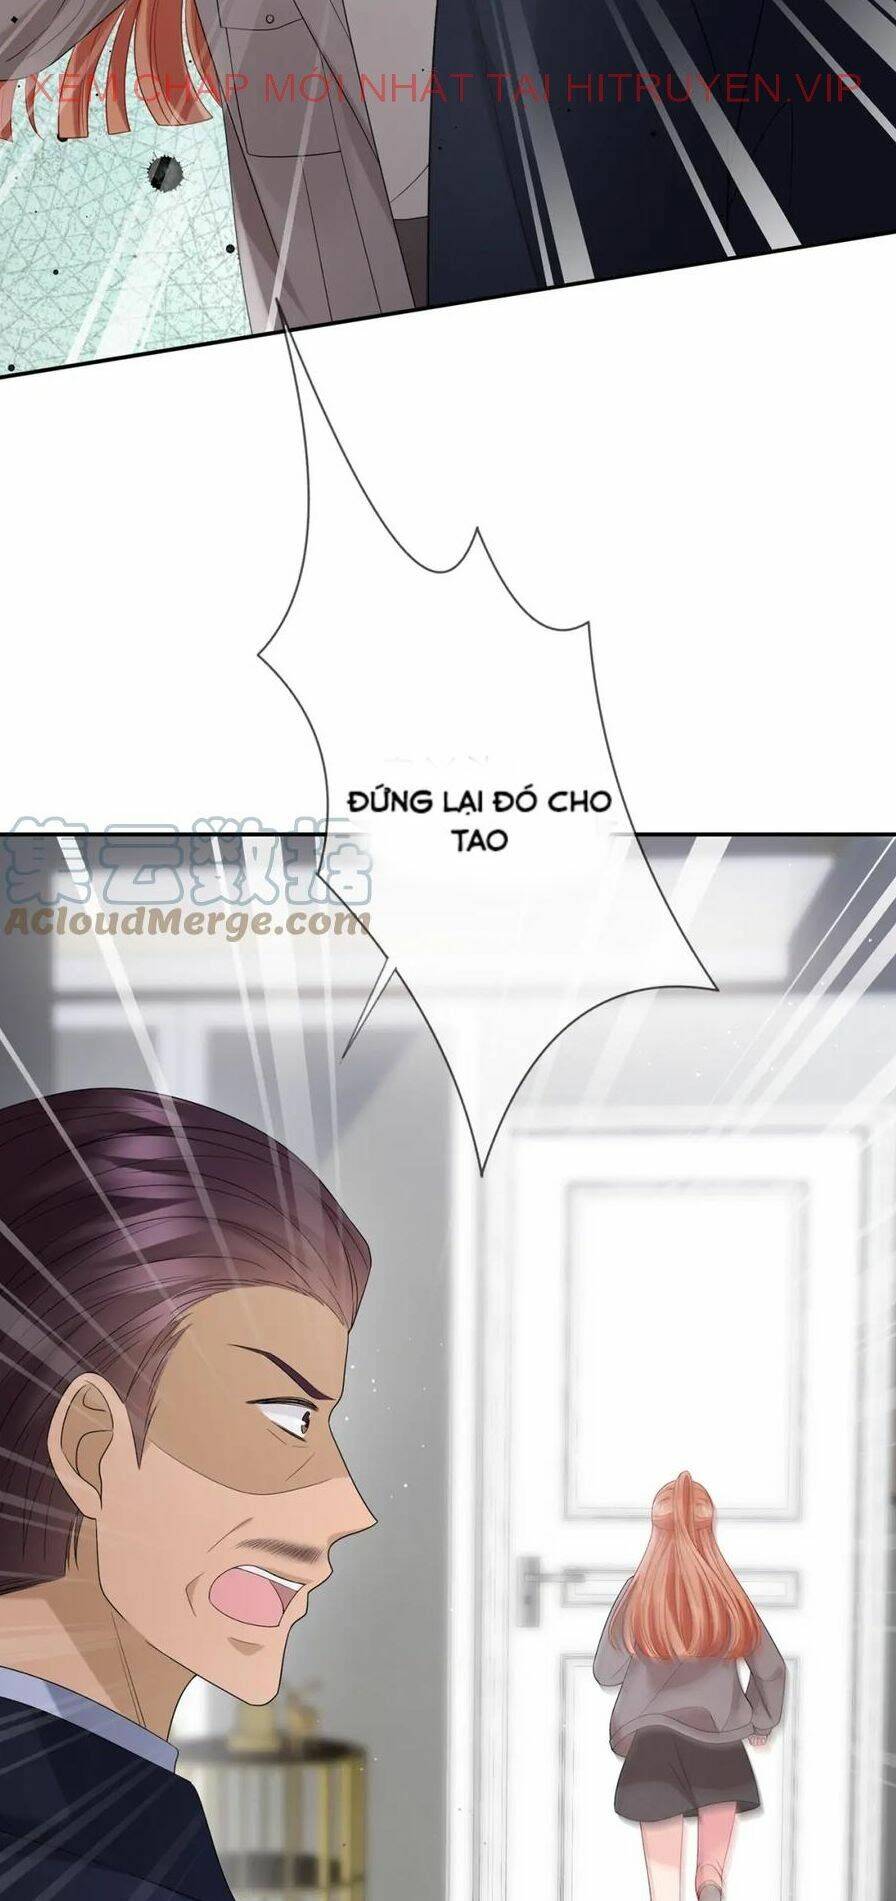 XEM CHAP MỚI NHẤT TẠI HITRUYEN.VIP
ĐỨNG LẠI ĐÓ CHO
TAO
集云数据
ACloudMerge.com